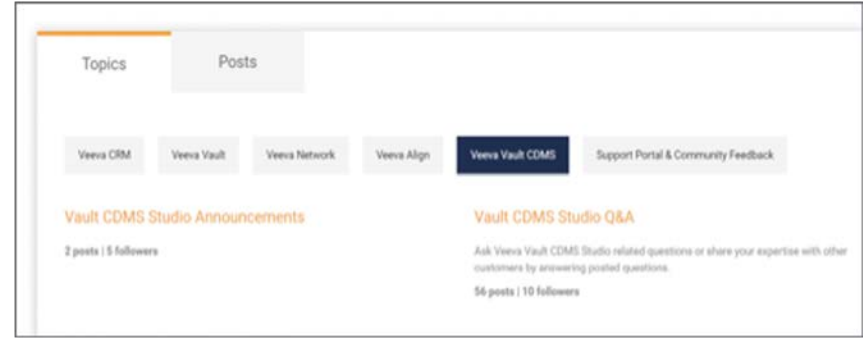 Topics
Posts
Veeva CRM
Veeva Vault
Veeva Network
Veeva Align
Veeva Vault CDMS
Support Portal & Community Feedback
Vault CDMS Studio Announcements
2 posts | 5 followers
Vault CDMS Studio Q&A
Ask Veeva Vault CDMS Studio related questions or share your expertise with other
customers by answering posted questions.
56 posts | 10 followers